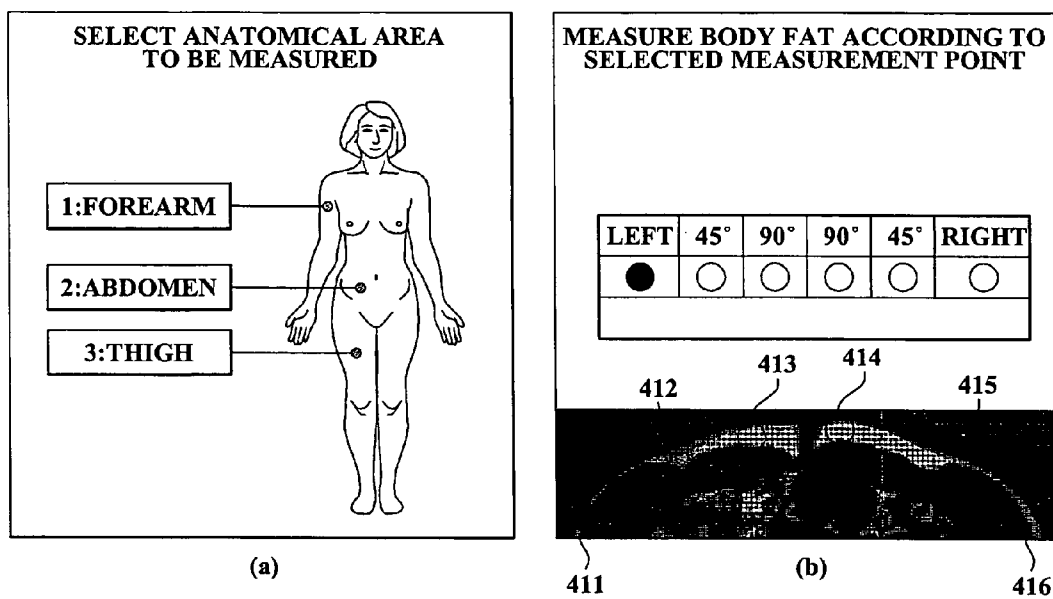 SELECT ANATOMICAL AREA
TO BE MEASURED
1:FOREARM
2:ABDOMEN
3:THIGH
(a)
MEASURE BODY FAT ACCORDING TO
SELECTED MEASUREMENT POINT
LEFT 45° 90° 90° 45° RIGHT
412 413 414 415
411 416
(b)